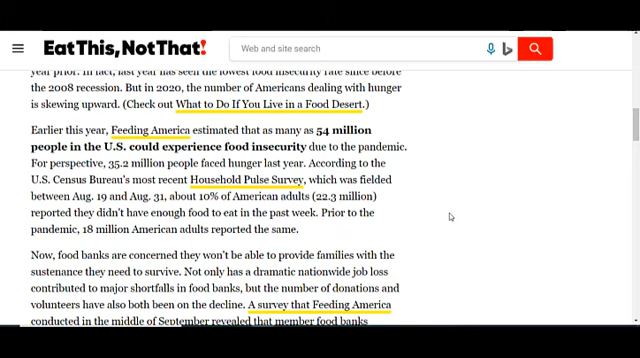 Eat This, Not That!
Web and site search
year prior. In fact, last year has seen the lowest food insecurity rate since before
the 2008 recession. But in 2020, the number of Americans dealing with hunger
is skewing upward. (Check out What to Do If You Live in a Food Desert.)
Earlier this year, Feeding America estimated that as many as 54 million
people in the U.S. could experience food insecurity due to the pandemic.
For perspective, 35.2 million people faced hunger last year. According to the
U.S. Census Bureau's most recent Household Pulse Survey, which was fielded
between Aug. 19 and Aug. 31, about 10% of American adults (22.3 million)
reported they didn't have enough food to eat in the past week. Prior to the
pandemic, 18 million American adults reported the same.
Now, food banks are concerned they won't be able to provide families with the
sustenance they need to survive. Not only has a dramatic nationwide job loss
contributed to major shortfalls in food banks, but the number of donations and
volunteers have also both been on the decline. A survey that Feeding America
conducted in the middle of September revealed that member food banks